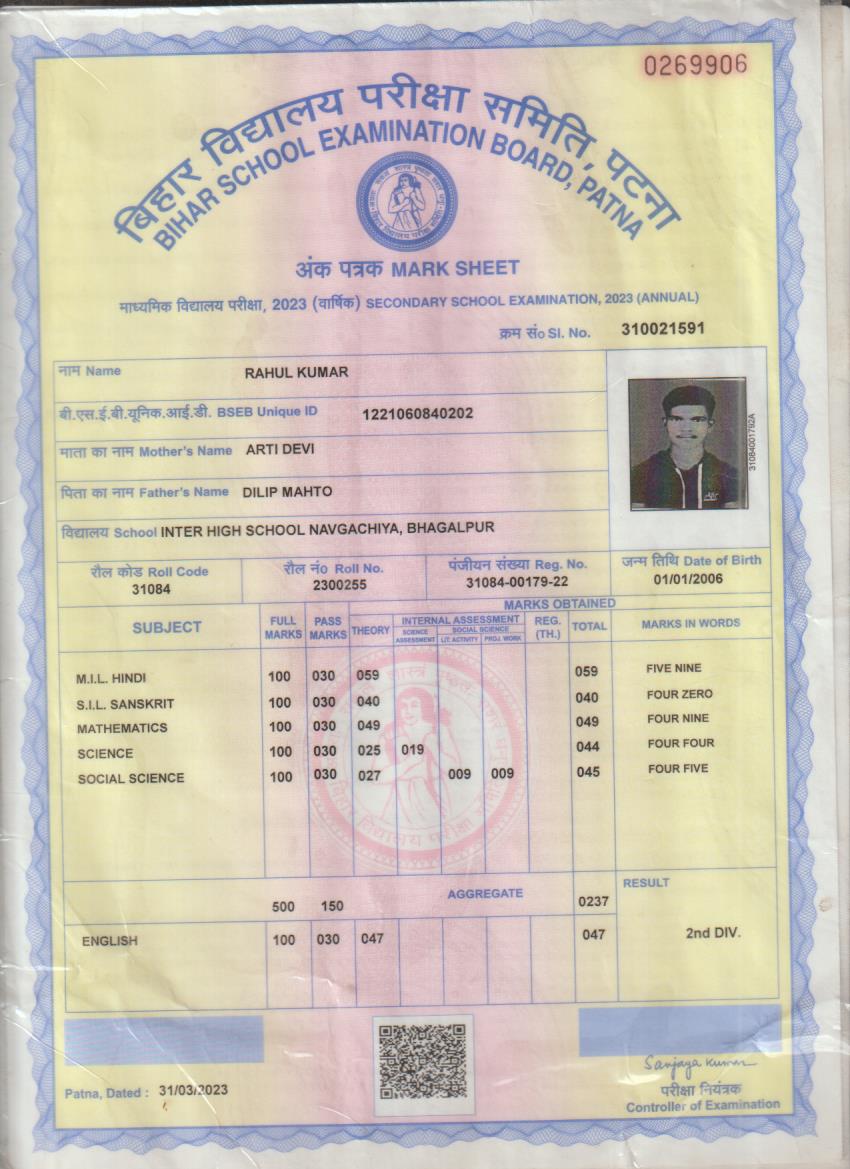 0269906
बिहार विद्यालय परीक्षा समिति, पटना
BIHAR SCHOOL EXAMINATION BOARD, PATNA
अंक पत्रक MARK SHEET
माध्यमिक विद्यालय परीक्षा, 2023 (वार्षिक) SECONDARY SCHOOL EXAMINATION, 2023 (ANNUAL)
क्रम सं० SI. No. 310021591
नाम Name RAHUL KUMAR
बी.एस.ई.बी.यूनिक.आई.डी. BSEB Unique ID 1221060840202
माता का नाम Mother's Name ARTI DEVI
पिता का नाम Father's Name DILIP MAHTO
विद्यालय School INTER HIGH SCHOOL NAVGACHIYA, BHAGALPUR
31084001792A
रौल कोड Roll Code रौल नं० Roll No. पंजीयन संख्या Reg. No. जन्म तिथि Date of Birth
31084 2300255 31084-00179-22 01/01/2006
MARKS OBTAINED
SUBJECT FULL MARKS PASS MARKS THEORY INTERNAL ASSESSMENT REG. (TH.) TOTAL MARKS IN WORDS
SCIENCE ASSESSMENT SOCIAL SCIENCE LIT. ACTIVITY PROJ. WORK
M.I.L. HINDI 100 030 059 059 FIVE NINE
S.I.L. SANSKRIT 100 030 040 040 FOUR ZERO
MATHEMATICS 100 030 049 049 FOUR NINE
SCIENCE 100 030 025 019 044 FOUR FOUR
SOCIAL SCIENCE 100 030 027 009 009 045 FOUR FIVE
बिहार विद्यालय परीक्षा समिति
500 150 AGGREGATE 0237 RESULT
ENGLISH 100 030 047 047 2nd DIV.
Sanjaya Kumar
Patna, Dated : 31/03/2023
परीक्षा नियंत्रक
Controller of Examination